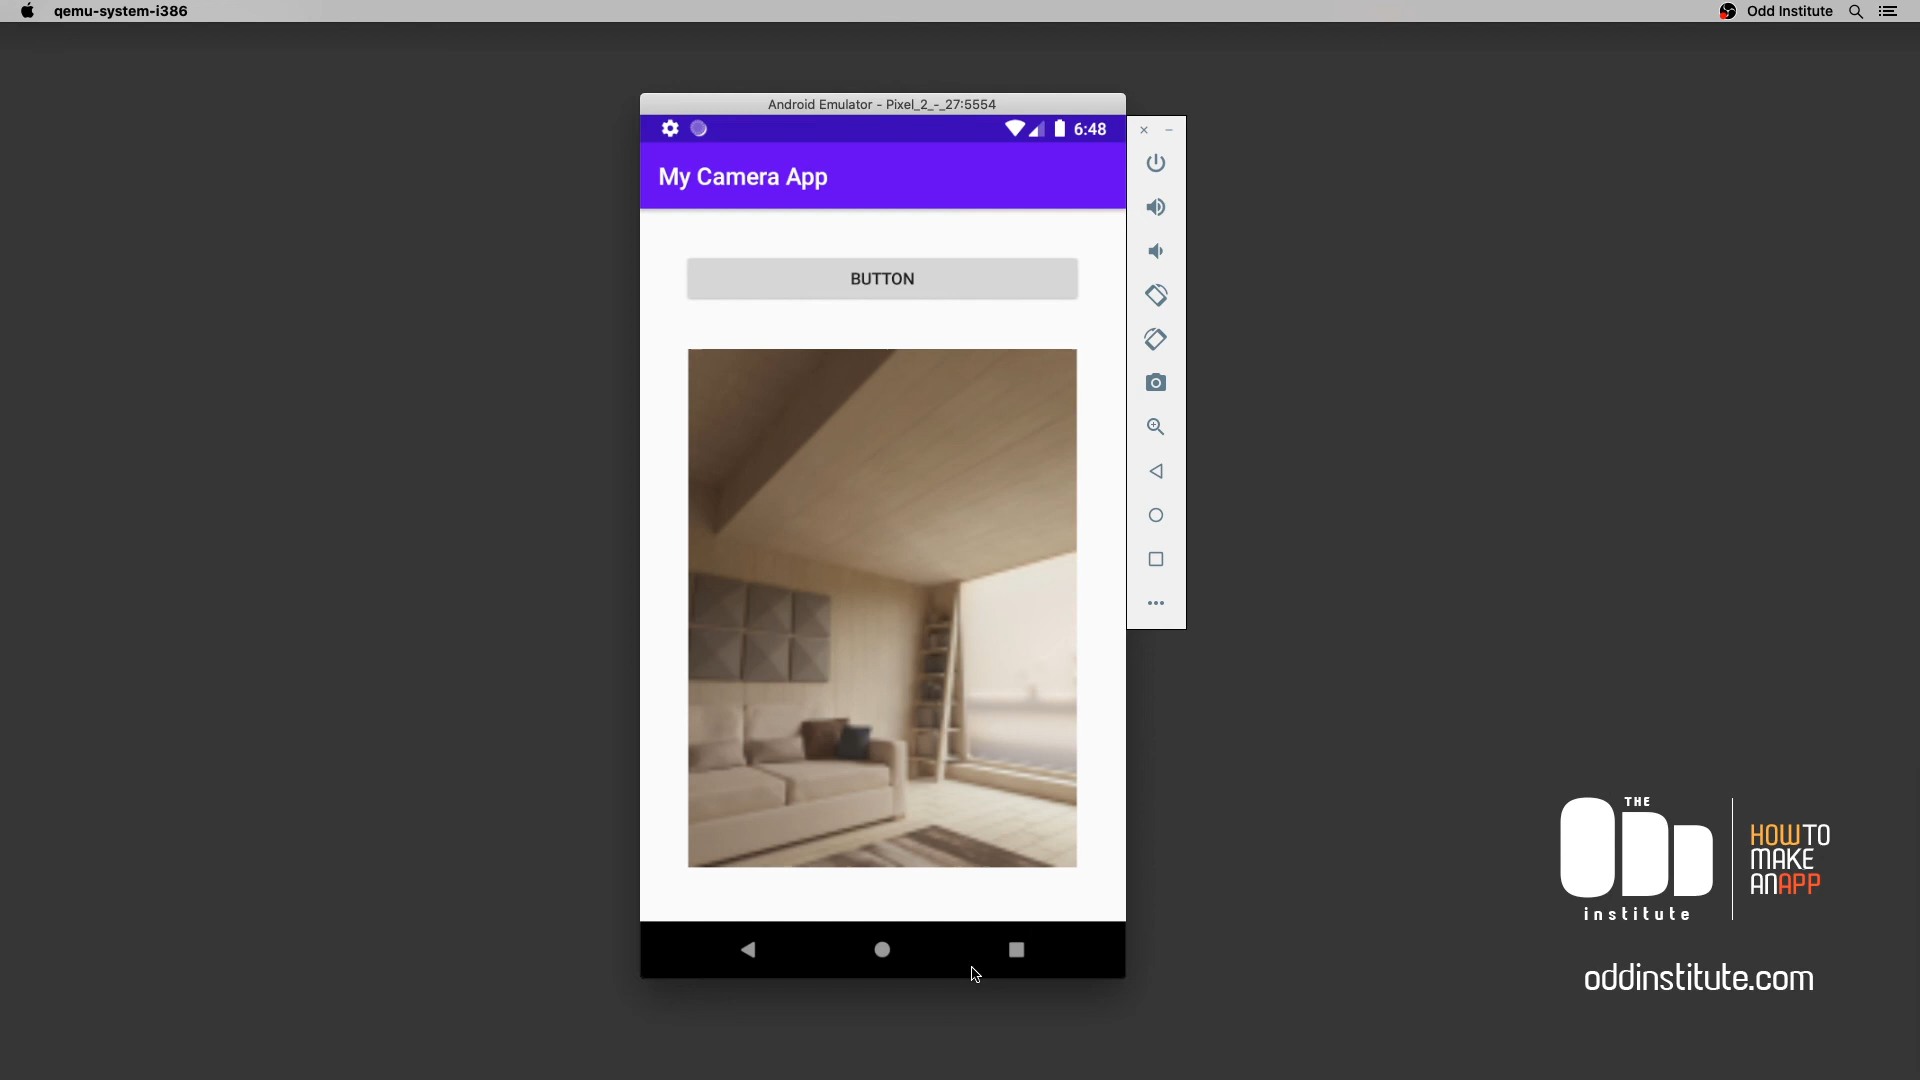 qemu-system-i386
Odd Institute
Android Emulator - Pixel_2_-_27:5554
6:48
My Camera App
BUTTON
THE
ODD
institute
HOWTO
MAKE
ANAPP
oddinstitute.com